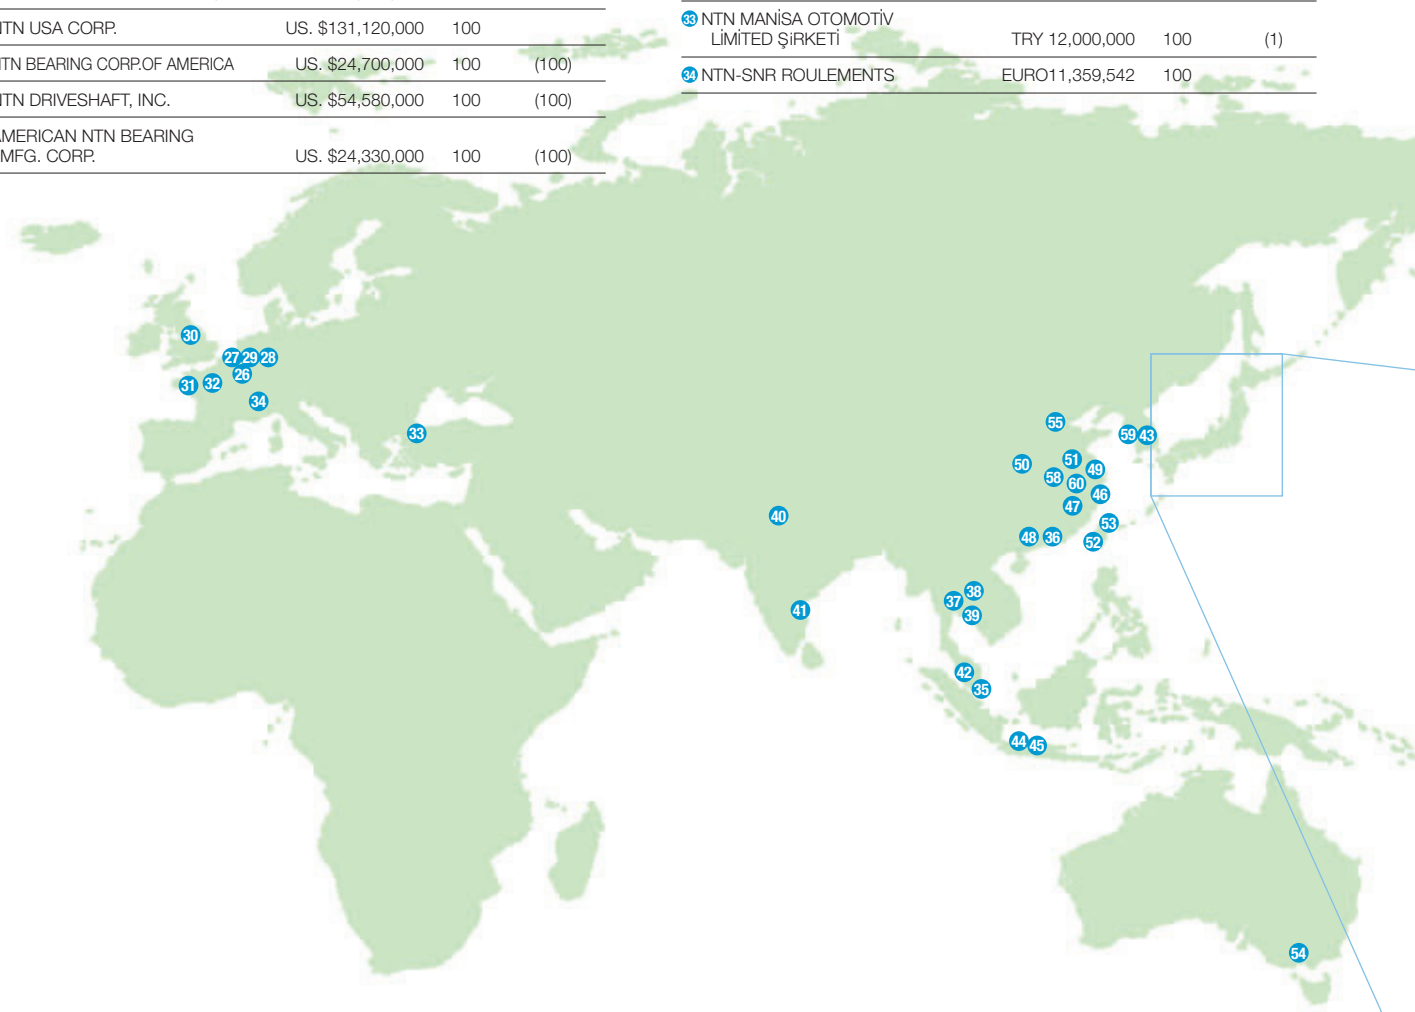 NTN USA CORP. US. $131,120,000 100
NTN BEARING CORP.OF AMERICA US. $24,700,000 100 (100)
NTN DRIVESHAFT, INC. US. $54,580,000 100 (100)
AMERICAN NTN BEARING
MFG. CORP. US. $24,330,000 100 (100)
33 NTN MANİSA OTOMOTİV
LİMİTED ŞİRKETİ TRY 12,000,000 100 (1)
34 NTN-SNR ROULEMENTS EURO11,359,542 100
30
27 29 28
26
31 32
34
33
55
59 43
51
50 49
58 60
46
47
40
53
48 36 52
38
37
41 39
42
35
44 45
54